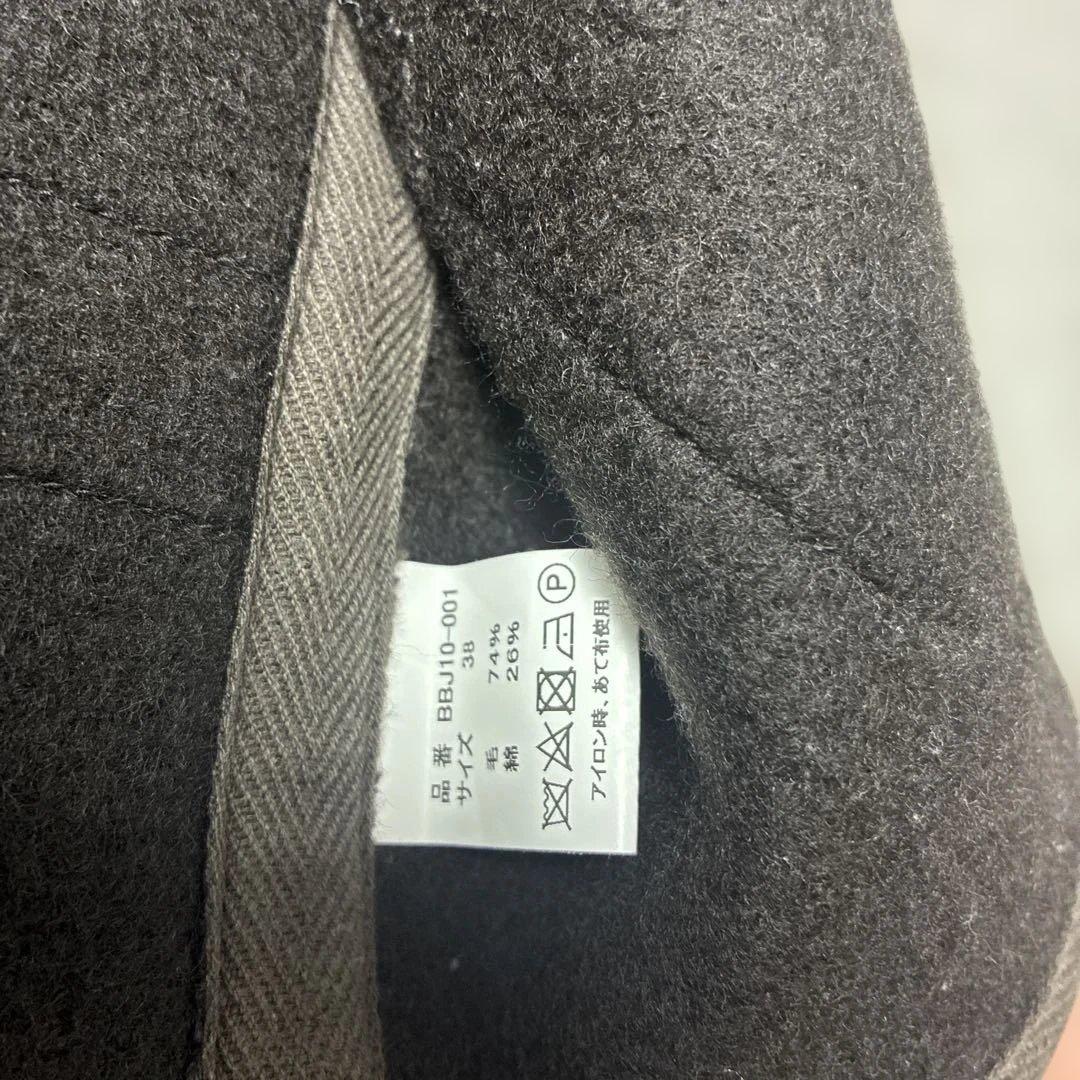 品番 BBJ10-001
サイズ 38
毛 74%
綿 26%
P
アイロン時、あて布使用